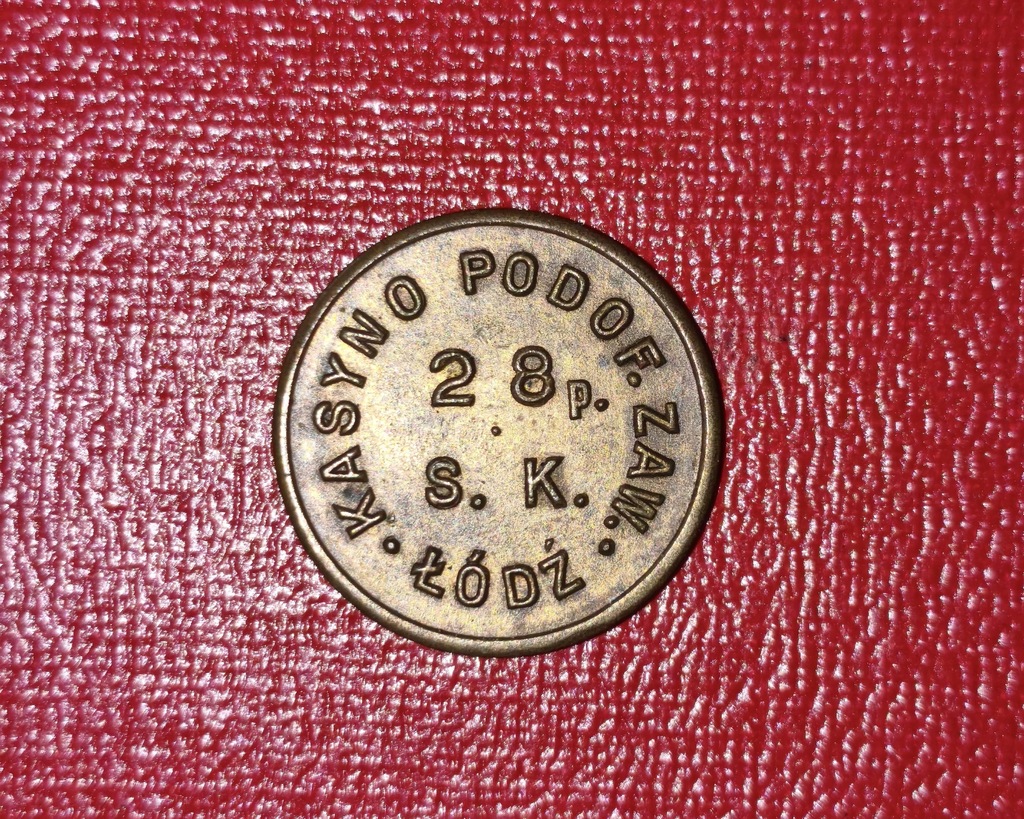 KASYNO PODOF. ZAW.
28 p.
S. K.
• ŁÓDŹ •